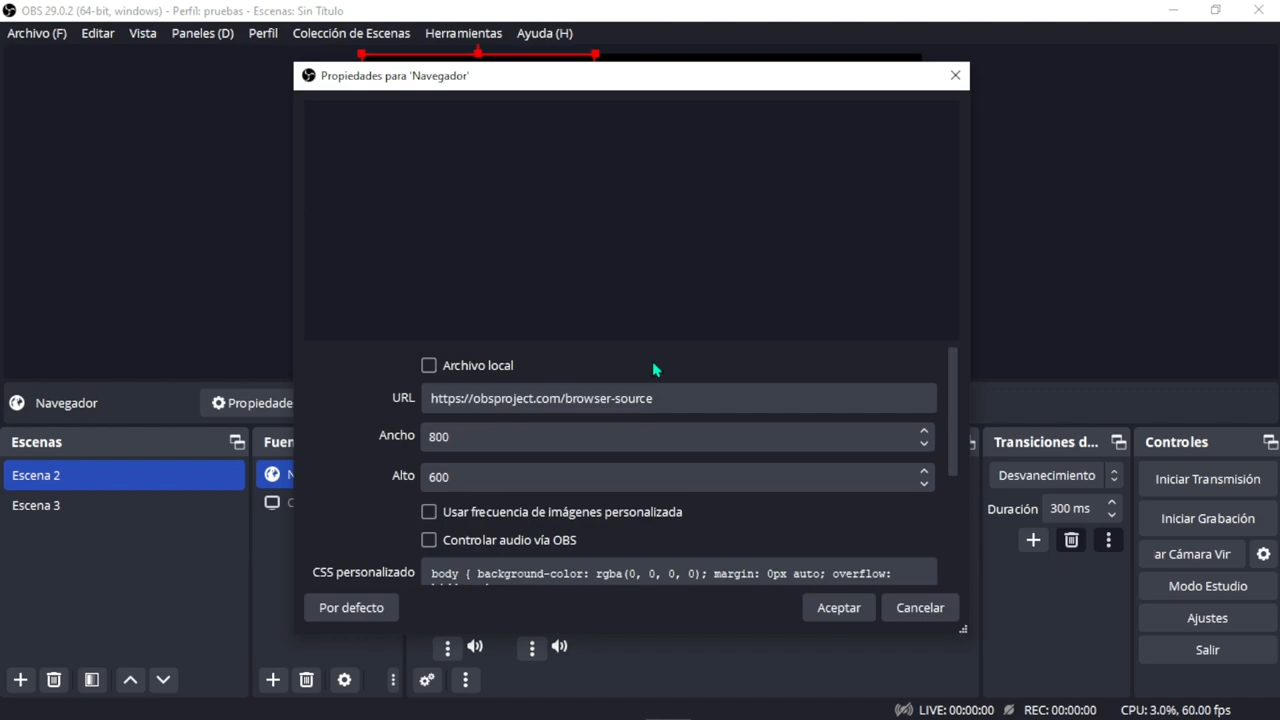 OBS 29.0.2 (64-bit, windows) - Perfil: pruebas - Escenas: Sin Título
Archivo (F) Editar Vista Paneles (D) Perfil Colección de Escenas Herramientas Ayuda (H)
Propiedades para 'Navegador'
Archivo local
URL https://obsproject.com/browser-source
Ancho 800
Alto 600
Usar frecuencia de imágenes personalizada
Controlar audio vía OBS
CSS personalizado body { background-color: rgba(0, 0, 0, 0); margin: 0px auto; overflow:
Por defecto Aceptar Cancelar
Navegador Propiedade
Escenas
Escena 2
Escena 3
Fuen
N
Transiciones d...
Desvanecimiento
Duración 300 ms
Controles
Iniciar Transmisión
Iniciar Grabación
ar Cámara Vir
Modo Estudio
Ajustes
Salir
LIVE: 00:00:00 REC: 00:00:00 CPU: 3.0%, 60.00 fps